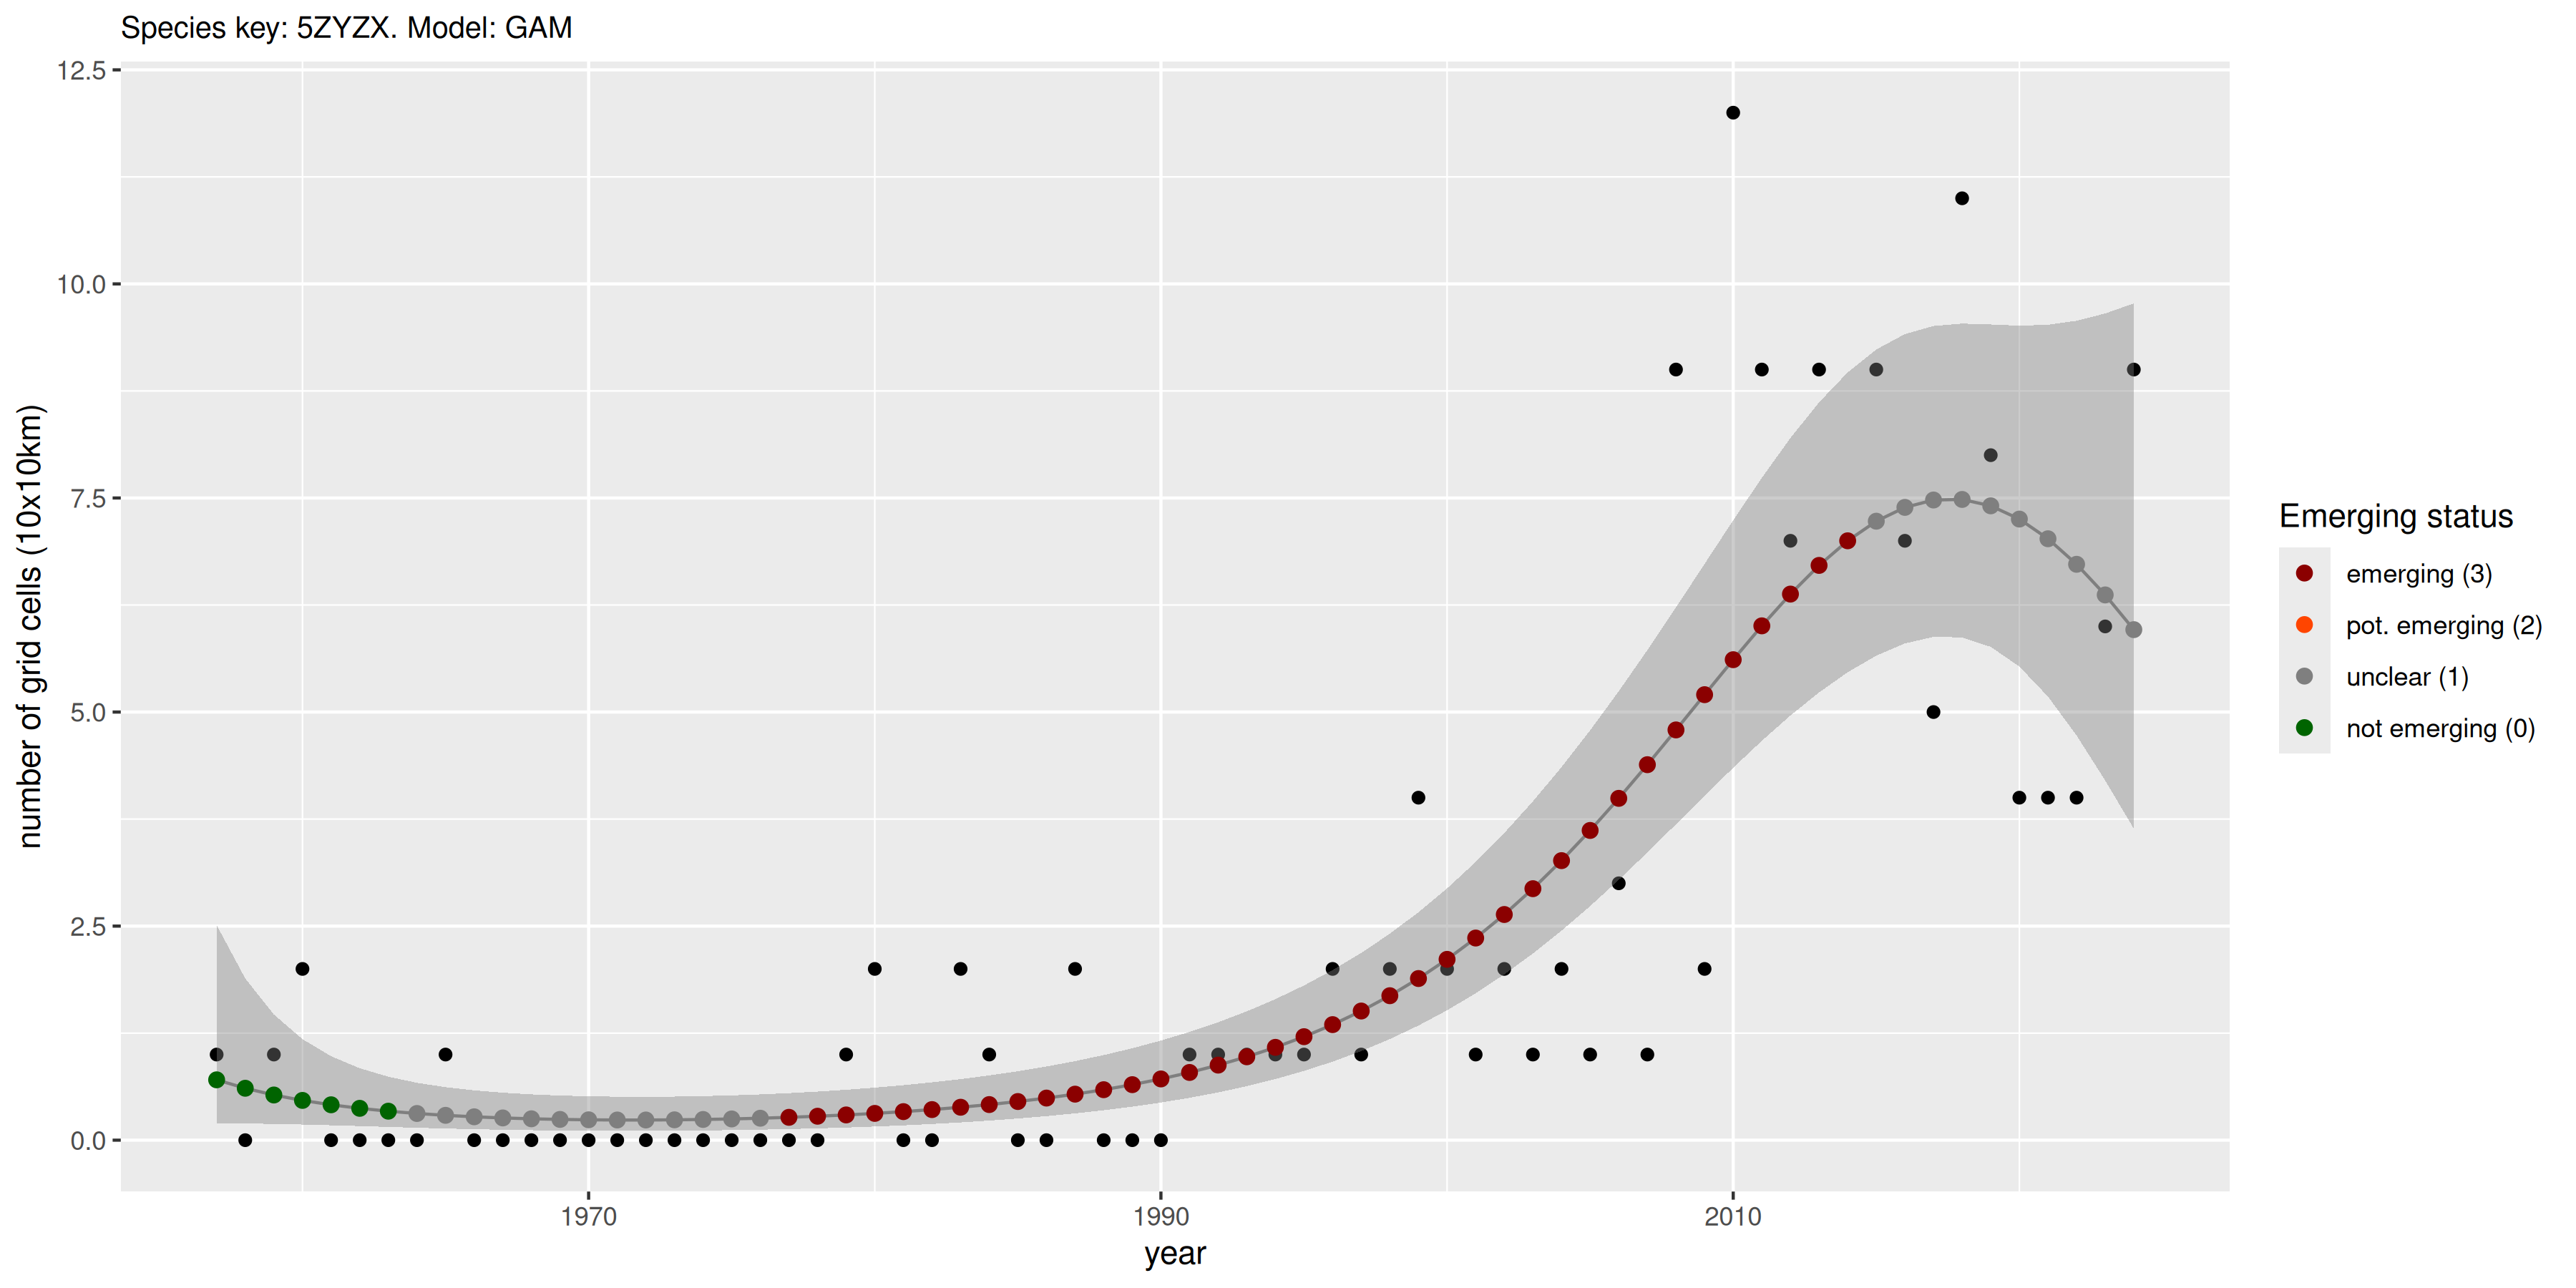 Species key: 5ZYZX. Model: GAM
12.5
10.0
7.5
5.0
2.5
0.0
number of grid cells (10x10km)
1970
1990
2010
year
Emerging status
emerging (3)
pot. emerging (2)
unclear (1)
not emerging (0)